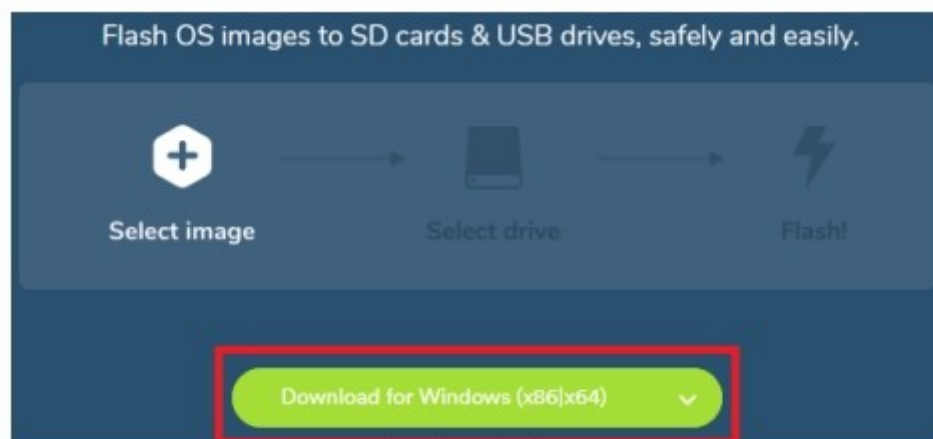 Flash OS images to SD cards & USB drives, safely and easily.
Select image
Select drive
Flash!
Download for Windows (x86|x64)